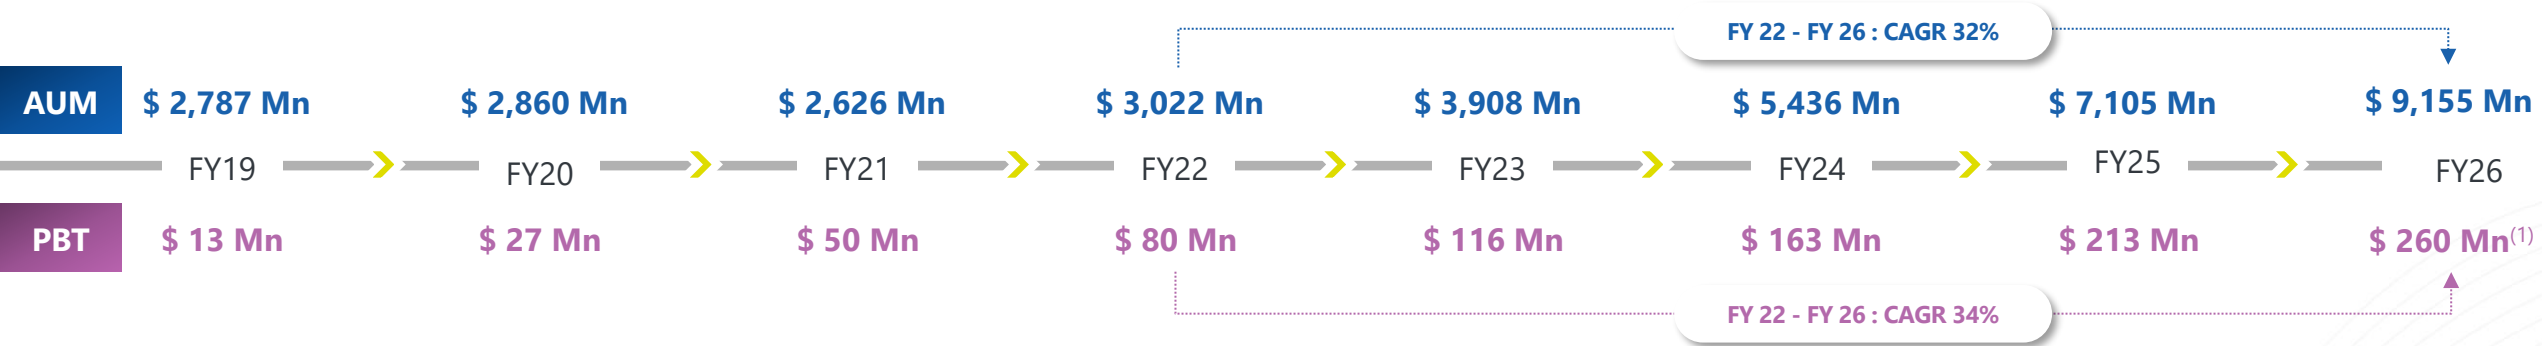 FY 22 - FY 26 : CAGR 32%
AUM $ 2,787 Mn $ 2,860 Mn $ 2,626 Mn $ 3,022 Mn $ 3,908 Mn $ 5,436 Mn $ 7,105 Mn $ 9,155 Mn
FY19 FY20 FY21 FY22 FY23 FY24 FY25 FY26
PBT $ 13 Mn $ 27 Mn $ 50 Mn $ 80 Mn $ 116 Mn $ 163 Mn $ 213 Mn $ 260 Mn(1)
FY 22 - FY 26 : CAGR 34%